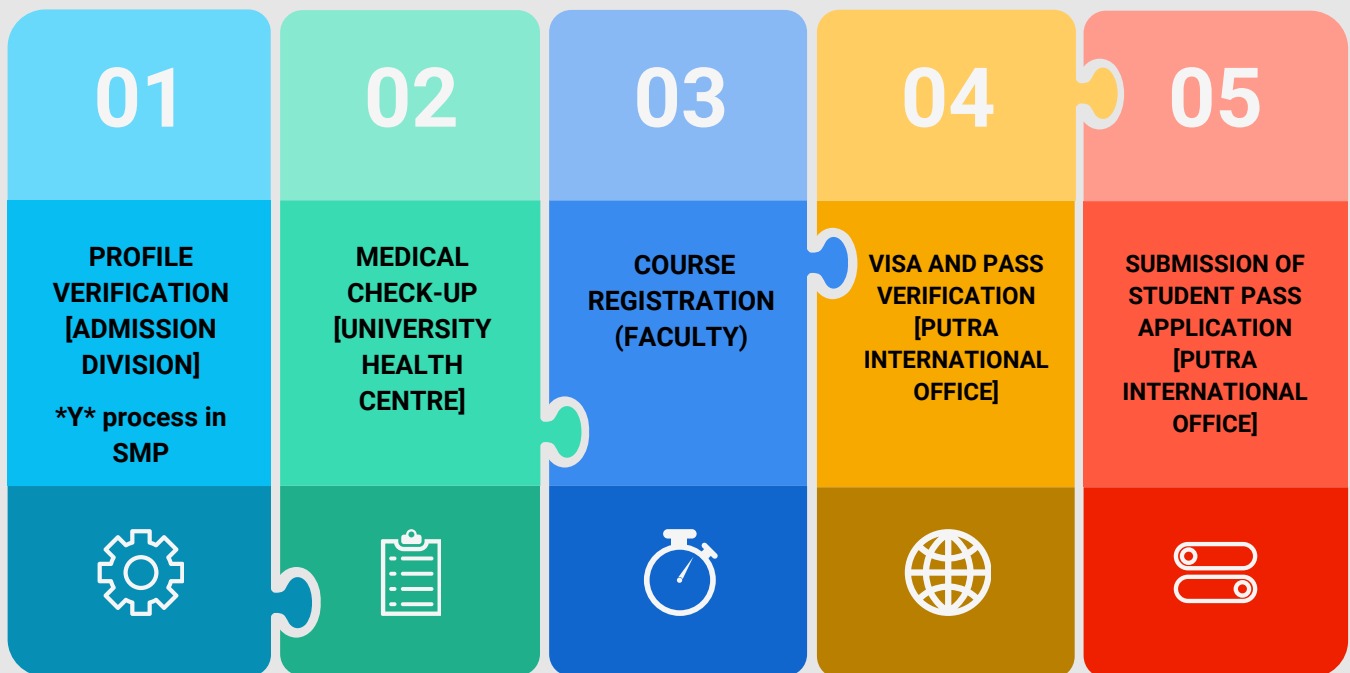 01
PROFILE
VERIFICATION
[ADMISSION
DIVISION]
*Y* process in
SMP
02
MEDICAL
CHECK-UP
[UNIVERSITY
HEALTH
CENTRE]
03
COURSE
REGISTRATION
(FACULTY)
04
VISA AND PASS
VERIFICATION
[PUTRA
INTERNATIONAL
OFFICE]
05
SUBMISSION OF
STUDENT PASS
APPLICATION
[PUTRA
INTERNATIONAL
OFFICE]